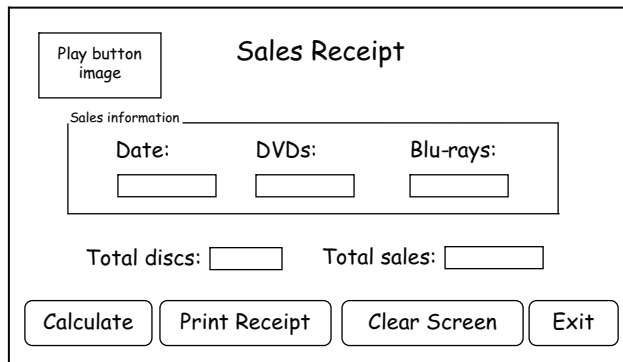 Play button
image
Sales Receipt
Sales information
Date: DVDs: Blu-rays:
Total discs: Total sales:
Calculate Print Receipt Clear Screen Exit